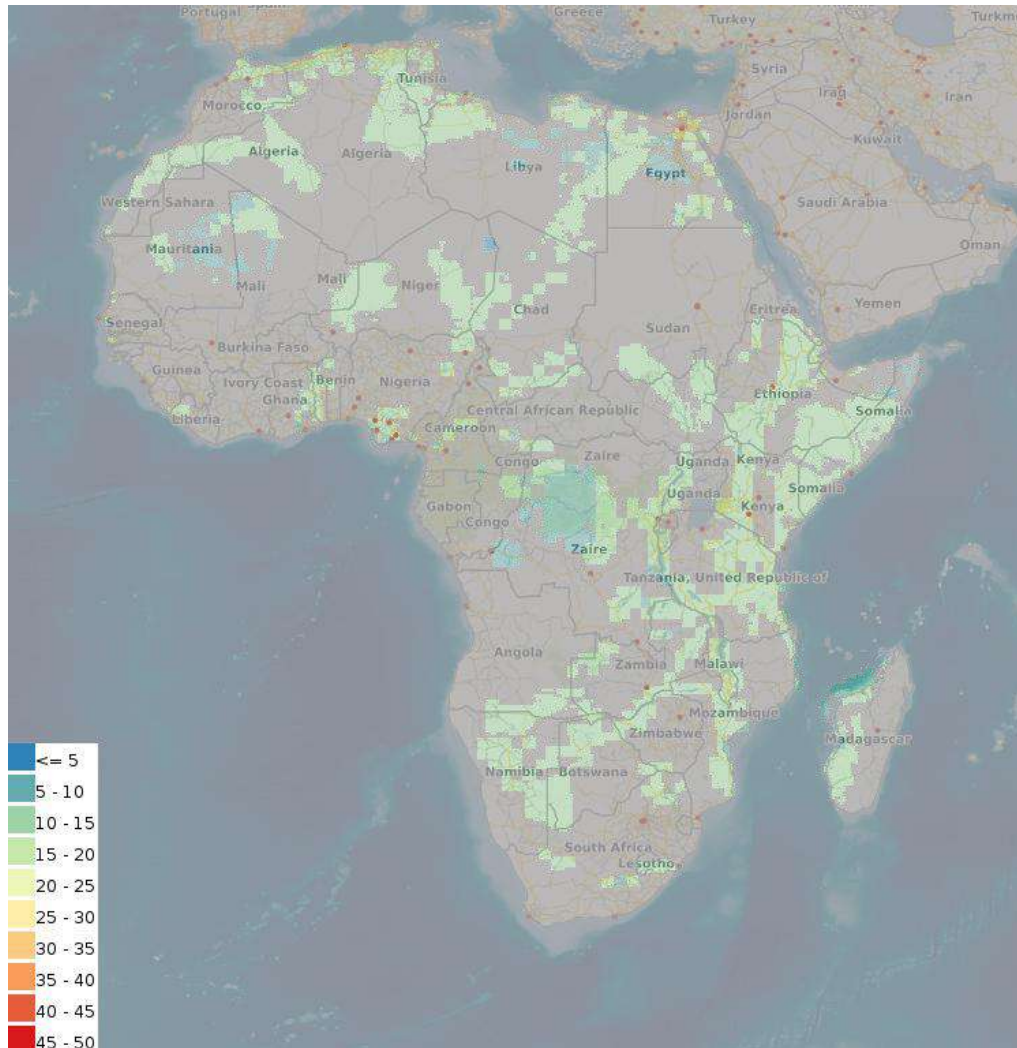 Portugal
Greece
Turkey
Syria
Tunisia
Morocco
Iraq
Iran
Jordan
Kuwait
Algeria
Algeria
Libya
Egypt
Western Sahara
Saudi Arabia
Mauritania
Oman
Mali
Mali
Niger
Chad
Yemen
Eritrea
Senegal
Sudan
Burkina Faso
Guinea
Ivory Coast
Benin
Nigeria
Ghana
Ethiopia
Liberia
Central African Republic
Somalia
Cameroon
Zaire
Congo
Uganda
Kenya
Somalia
Uganda
Gabon
Congo
Kenya
Zaire
Tanzania, United Republic of
Angola
Zambia
Malawi
Mozambique
Zimbabwe
Madagascar
Namibia
Botswana
South Africa
Lesotho
<= 5
5 - 10
10 - 15
15 - 20
20 - 25
25 - 30
30 - 35
35 - 40
40 - 45
45 - 50